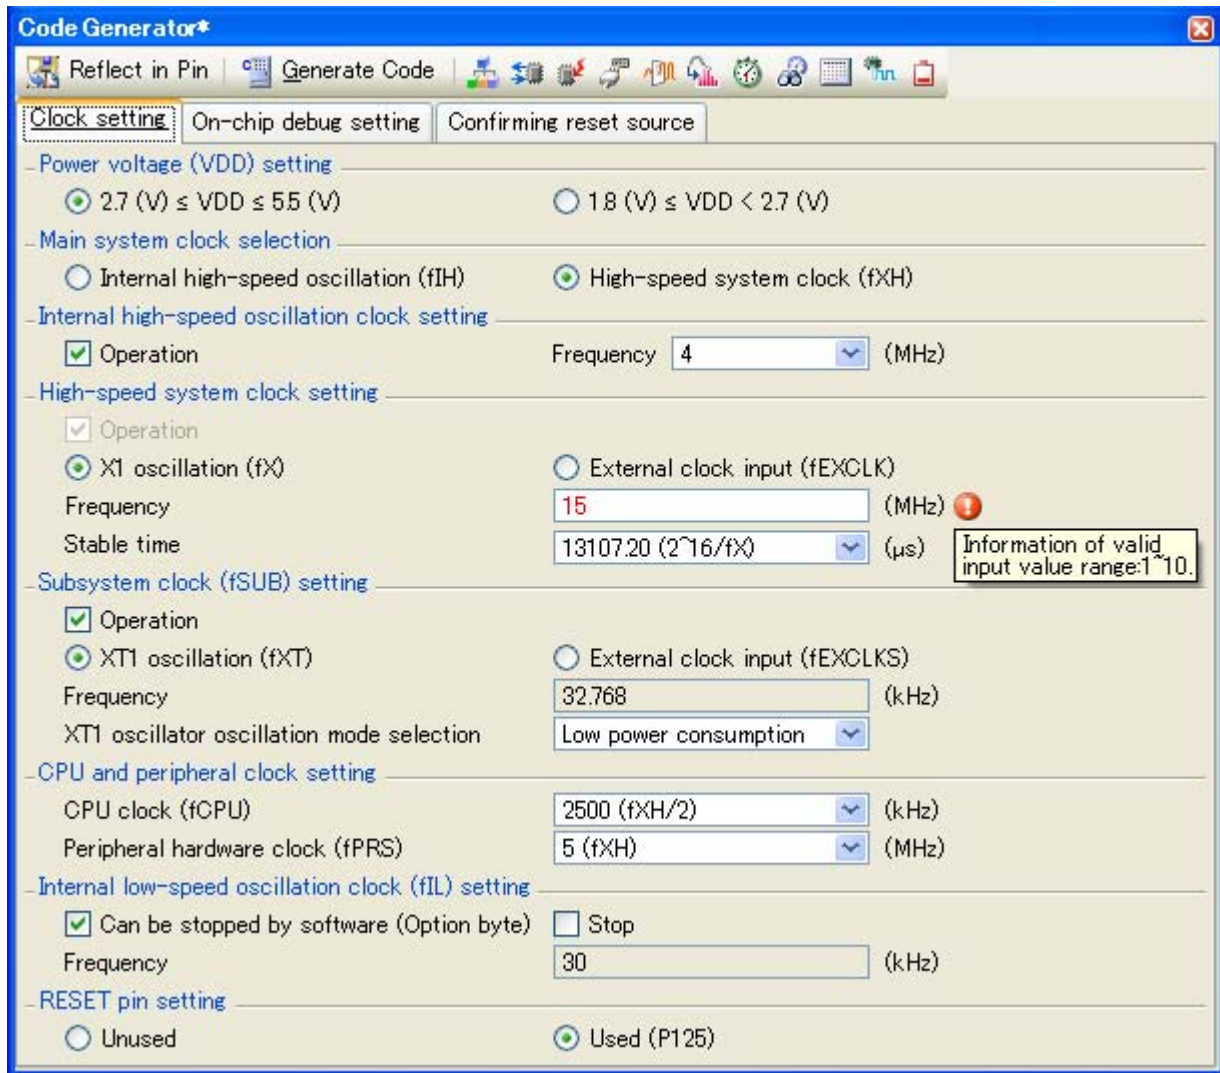 Code Generator*
Reflect in Pin Generate Code
Clock setting On-chip debug setting Confirming reset source
Power voltage (VDD) setting
2.7 (V) ≤ VDD ≤ 5.5 (V) 1.8 (V) ≤ VDD < 2.7 (V)
Main system clock selection
Internal high-speed oscillation (fIH) High-speed system clock (fXH)
Internal high-speed oscillation clock setting
Operation Frequency 4 (MHz)
High-speed system clock setting
Operation
X1 oscillation (fX) External clock input (fEXCLK)
Frequency 15 (MHz)
Stable time 13107.20 (2^16/fX) (μs)
Information of valid
input value range:1~10.
Subsystem clock (fSUB) setting
Operation
XT1 oscillation (fXT) External clock input (fEXCLKS)
Frequency 32.768 (kHz)
XT1 oscillator oscillation mode selection Low power consumption
CPU and peripheral clock setting
CPU clock (fCPU) 2500 (fXH/2) (kHz)
Peripheral hardware clock (fPRS) 5 (fXH) (MHz)
Internal low-speed oscillation clock (fIL) setting
Can be stopped by software (Option byte) Stop
Frequency 30 (kHz)
RESET pin setting
Unused Used (P125)